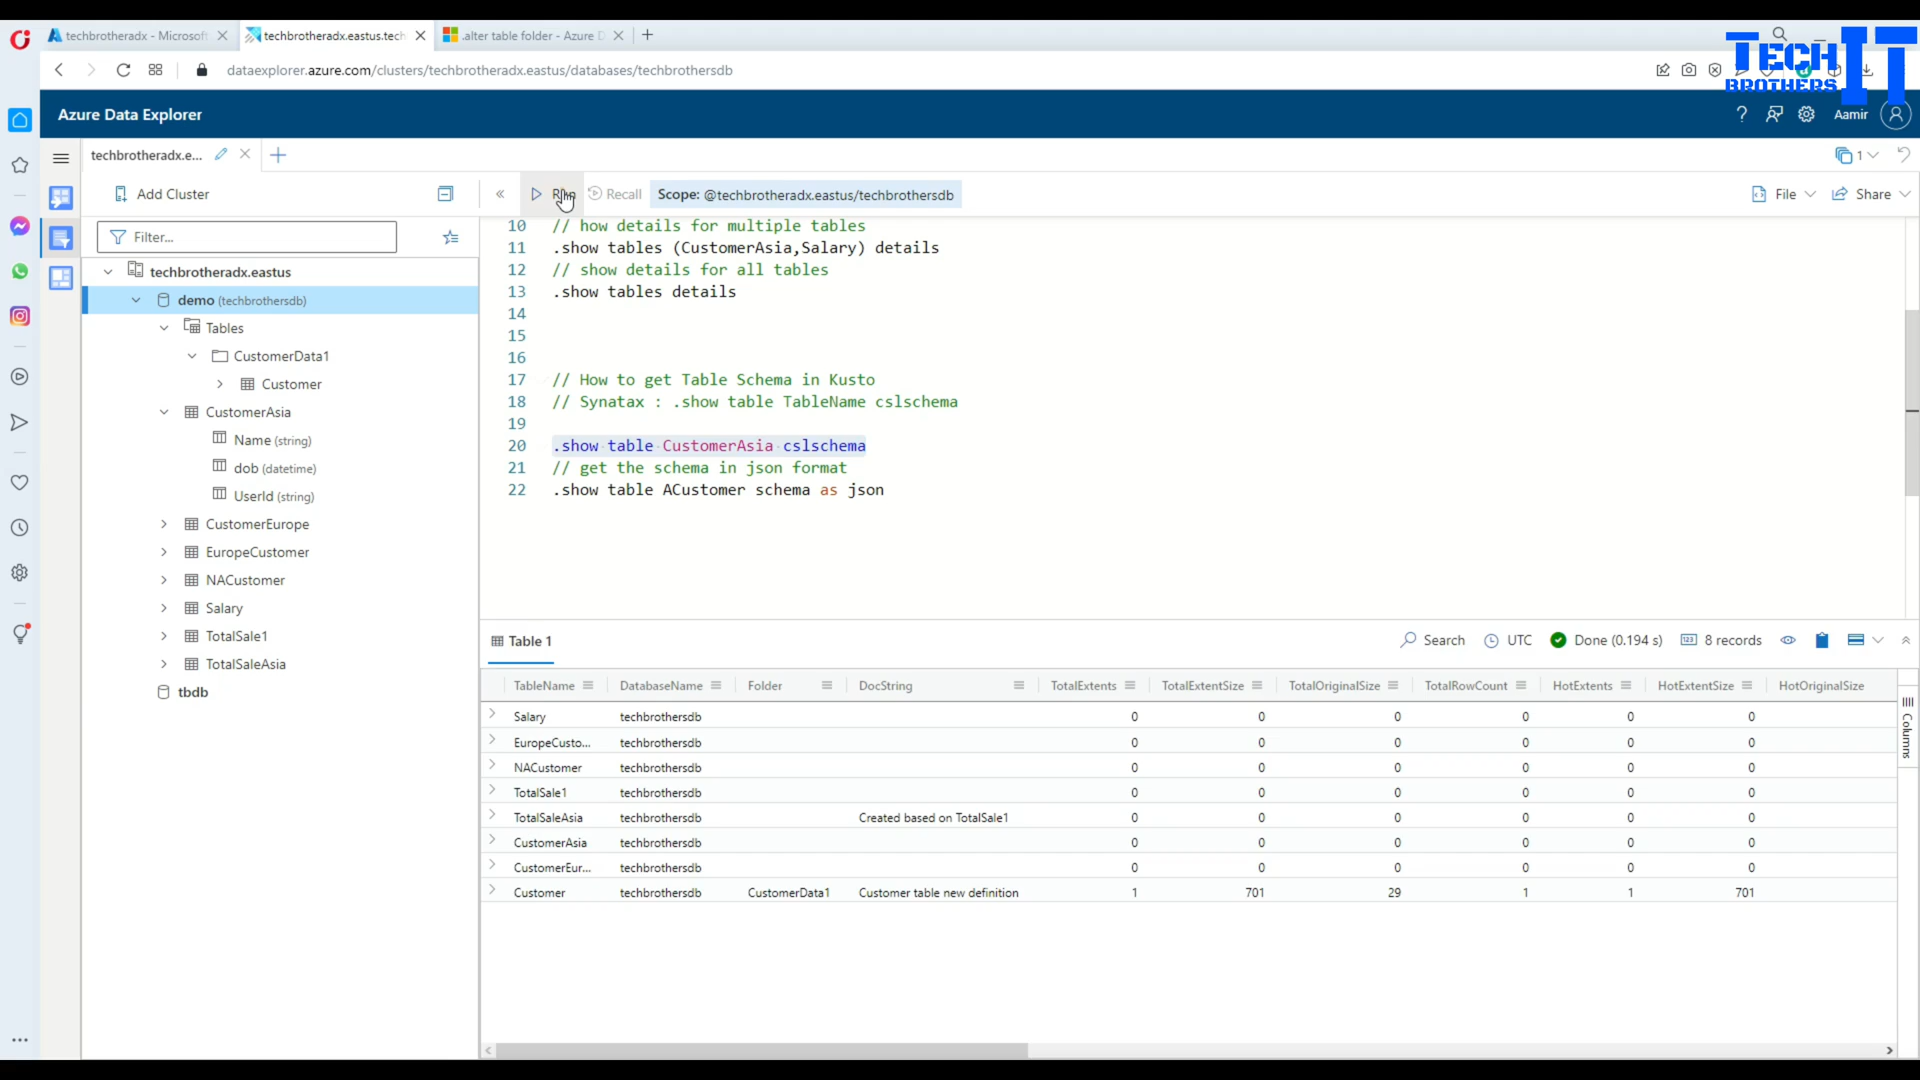 techbrotheradx - Microsoft
techbrotheradx.eastus.tech
.alter table folder - Azure D
dataexplorer.azure.com/clusters/techbrotheradx.eastus/databases/techbrothersdb
TECH IT
BROTHERS
Azure Data Explorer
?
Aamir
techbrotheradx.e...
1
Add Cluster
Run
Recall
Scope: @techbrotheradx.eastus/techbrothersdb
File
Share
Filter...
techbrotheradx.eastus
demo (techbrothersdb)
Tables
CustomerData1
Customer
CustomerAsia
Name (string)
dob (datetime)
UserId (string)
CustomerEurope
EuropeCustomer
NACustomer
Salary
TotalSale1
TotalSaleAsia
tbdb
10 // how details for multiple tables
11 .show tables (CustomerAsia,Salary) details
12 // show details for all tables
13 .show tables details
14
15
16
17 // How to get Table Schema in Kusto
18 // Synatax : .show table TableName cslschema
19
20 .show table CustomerAsia cslschema
21 // get the schema in json format
22 .show table ACustomer schema as json
Table 1
Search
UTC
Done (0.194 s)
8 records
TableName DatabaseName Folder DocString TotalExtents TotalExtentSize TotalOriginalSize TotalRowCount HotExtents HotExtentSize HotOriginalSize
Salary techbrothersdb 0 0 0 0 0 0
EuropeCusto... techbrothersdb 0 0 0 0 0 0
NACustomer techbrothersdb 0 0 0 0 0 0
TotalSale1 techbrothersdb 0 0 0 0 0 0
TotalSaleAsia techbrothersdb Created based on TotalSale1 0 0 0 0 0 0
CustomerAsia techbrothersdb 0 0 0 0 0 0
CustomerEur... techbrothersdb 0 0 0 0 0 0
Customer techbrothersdb CustomerData1 Customer table new definition 1 701 29 1 1 701
Columns